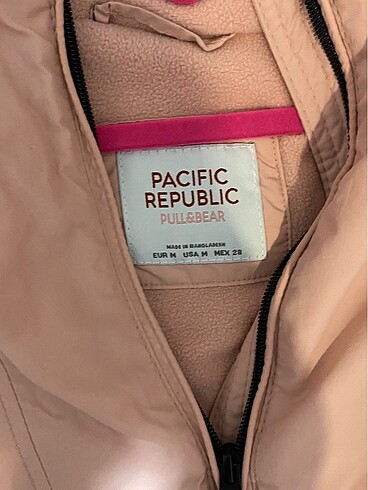 PACIFIC
REPUBLIC
PULL&BEAR
MADE IN BANGLADESH
EUR M USA M MEX 28